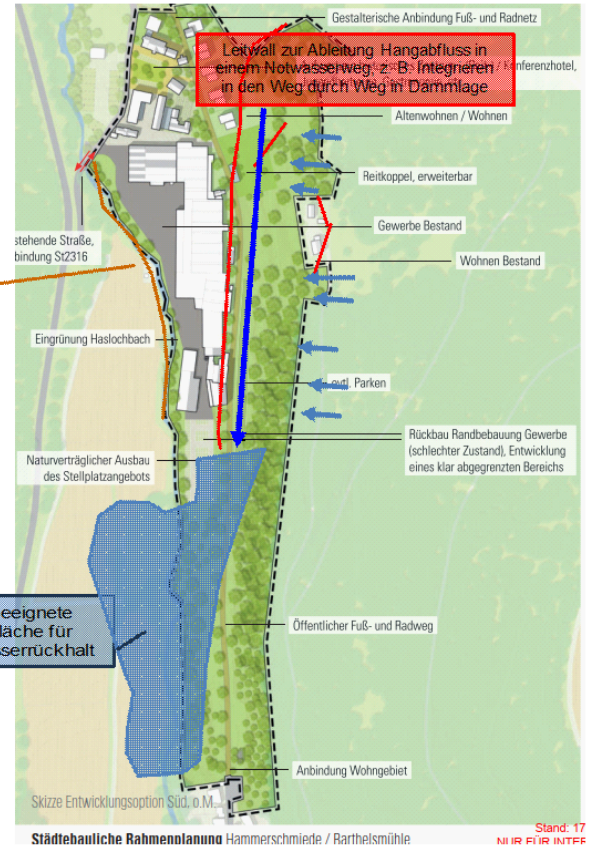 Gestalterische Anbindung Fuß- und Radnetz
Leitwall zur Ableitung Hangabfluss in
einem Notwasserweg, z. B. Integrieren
in den Weg durch Weg in Dammlage
/ Konferenzhotel,
Altenwohnen / Wohnen
Reitkoppel, erweiterbar
Gewerbe Bestand
stehende Straße,
bindung St2316
Wohnen Bestand
Eingrünung Haslochbach
evtl. Parken
Rückbau Randbebauung Gewerbe
(schlechter Zustand), Entwicklung
eines klar abgegrenzten Bereichs
Naturverträglicher Ausbau
des Stellplatzangebots
eeignete
läche für
sserrückhalt
Öffentlicher Fuß- und Radweg
Anbindung Wohngebiet
Skizze Entwicklungsoption Süd, o.M.
Städtebauliche Rahmenplanung Hammerschmiede / Barthelsmühle
Stand: 17
NUR FÜR INTER